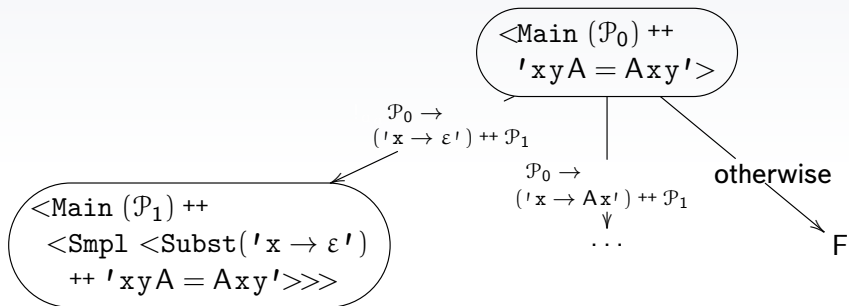 <Main (𝒫₀) ++
'xyA = Axy'>
𝒫₀ →
('x → ε') ++ 𝒫₁
𝒫₀ →
('x → Ax') ++ 𝒫₁
otherwise
<Main (𝒫₁) ++
<Smpl <Subst('x → ε')
++ 'xyA = Axy'>>>
...
F